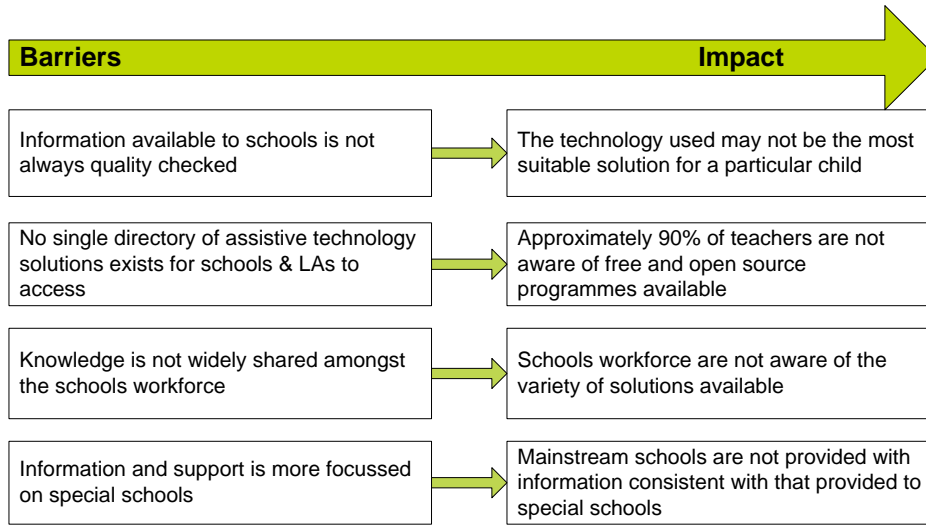 Barriers
Impact
Information available to schools is not
always quality checked
The technology used may not be the most
suitable solution for a particular child
No single directory of assistive technology
solutions exists for schools & LAs to
access
Approximately 90% of teachers are not
aware of free and open source
programmes available
Knowledge is not widely shared amongst
the schools workforce
Schools workforce are not aware of the
variety of solutions available
Information and support is more focussed
on special schools
Mainstream schools are not provided with
information consistent with that provided to
special schools